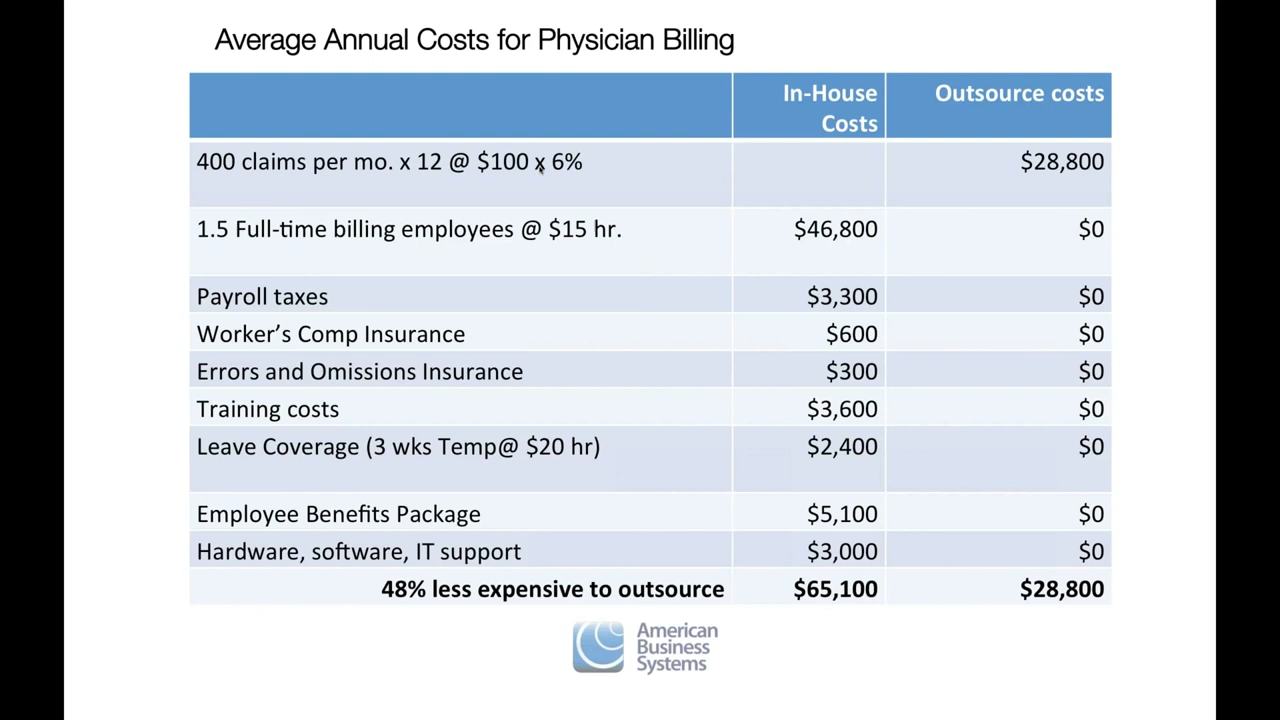 Average Annual Costs for Physician Billing
In-House Costs Outsource costs
400 claims per mo. x 12 @ $100 x 6% $28,800
1.5 Full-time billing employees @ $15 hr. $46,800 $0
Payroll taxes $3,300 $0
Worker’s Comp Insurance $600 $0
Errors and Omissions Insurance $300 $0
Training costs $3,600 $0
Leave Coverage (3 wks Temp@ $20 hr) $2,400 $0
Employee Benefits Package $5,100 $0
Hardware, software, IT support $3,000 $0
48% less expensive to outsource $65,100 $28,800
American
Business
Systems